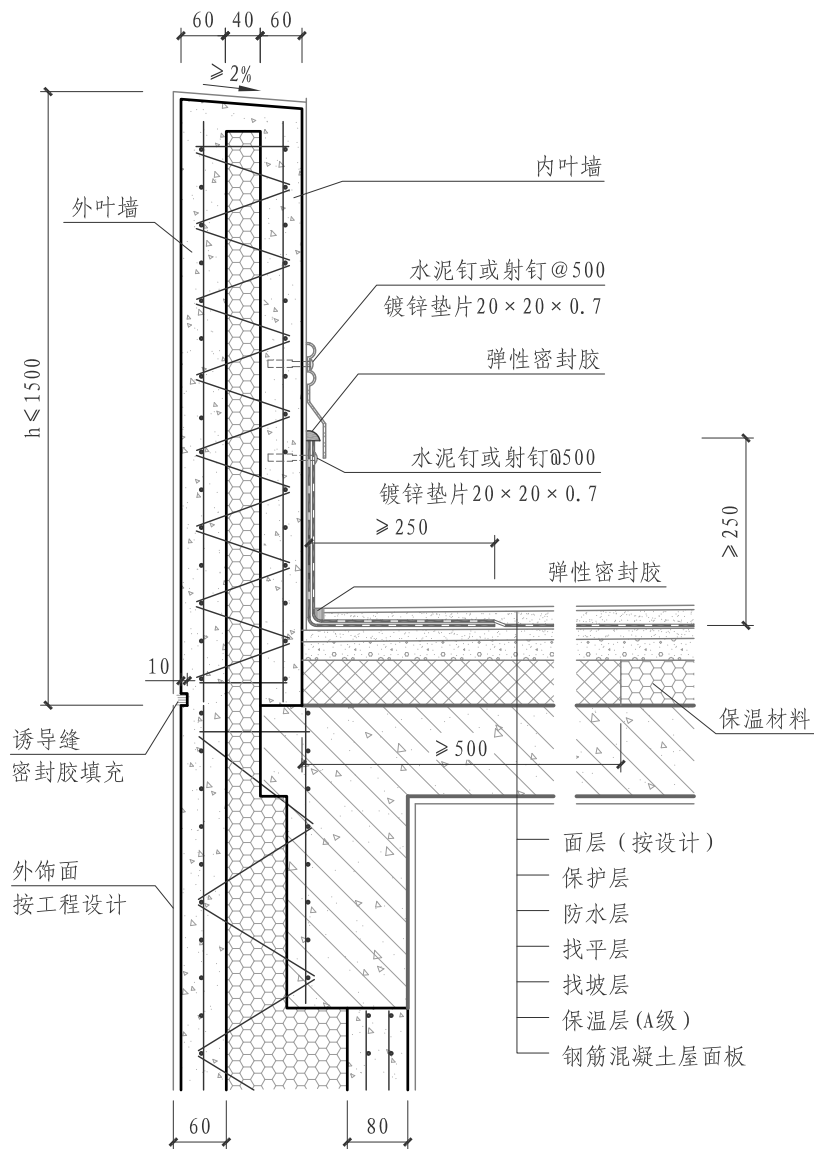 60 40 60
≥2%
内叶墙
外叶墙
水泥钉或射钉@500
镀锌垫片20×20×0.7
弹性密封胶
h≤1500
水泥钉或射钉@500
镀锌垫片20×20×0.7
≥250
≥250
弹性密封胶
10
保温材料
诱导缝
密封胶填充
≥500
面层（按设计）
保护层
防水层
找平层
找坡层
保温层(A级)
钢筋混凝土屋面板
外饰面
按工程设计
60
80